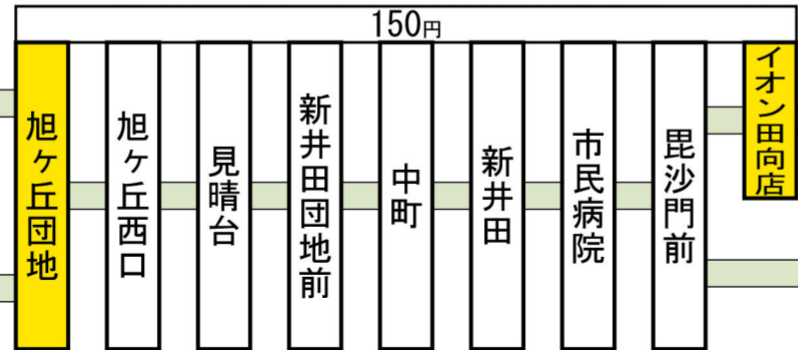 150円
旭ヶ丘団地
旭ヶ丘西口
見晴台
新井田団地前
中町
新井田
市民病院
毘沙門前
イオン田向店